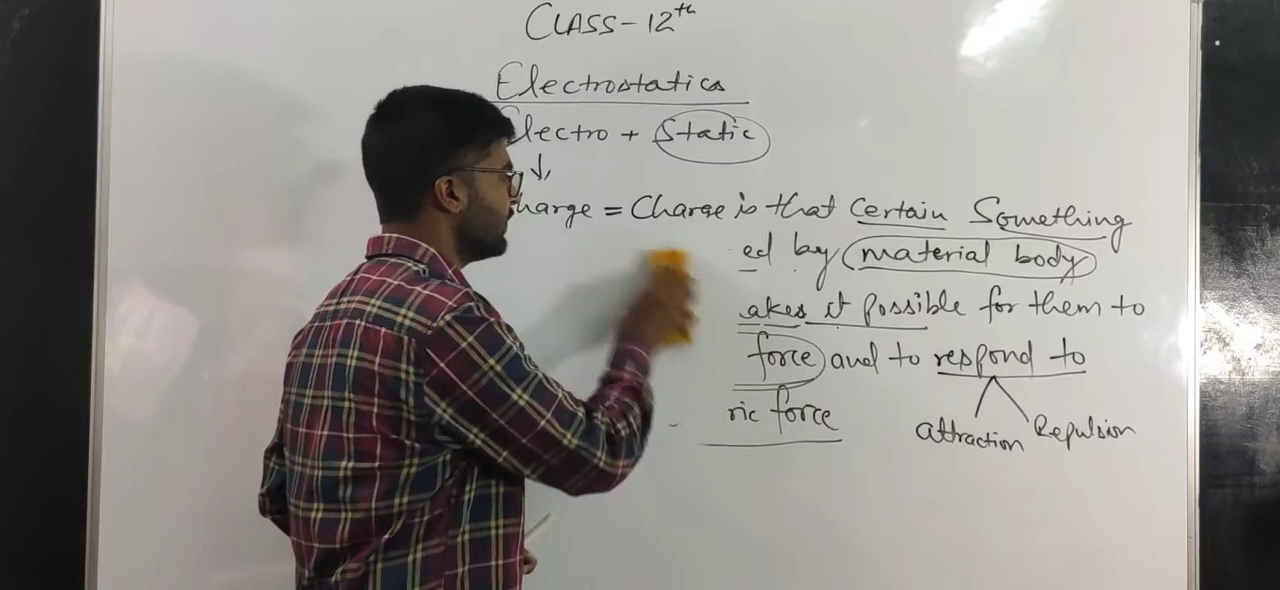 CLASS-12th
Electrostatics
lectro + Static
harge = Charge is that Certain Something
ed by material body
akes it possible for them to
force and to respond to
ric force
attraction Repulsion